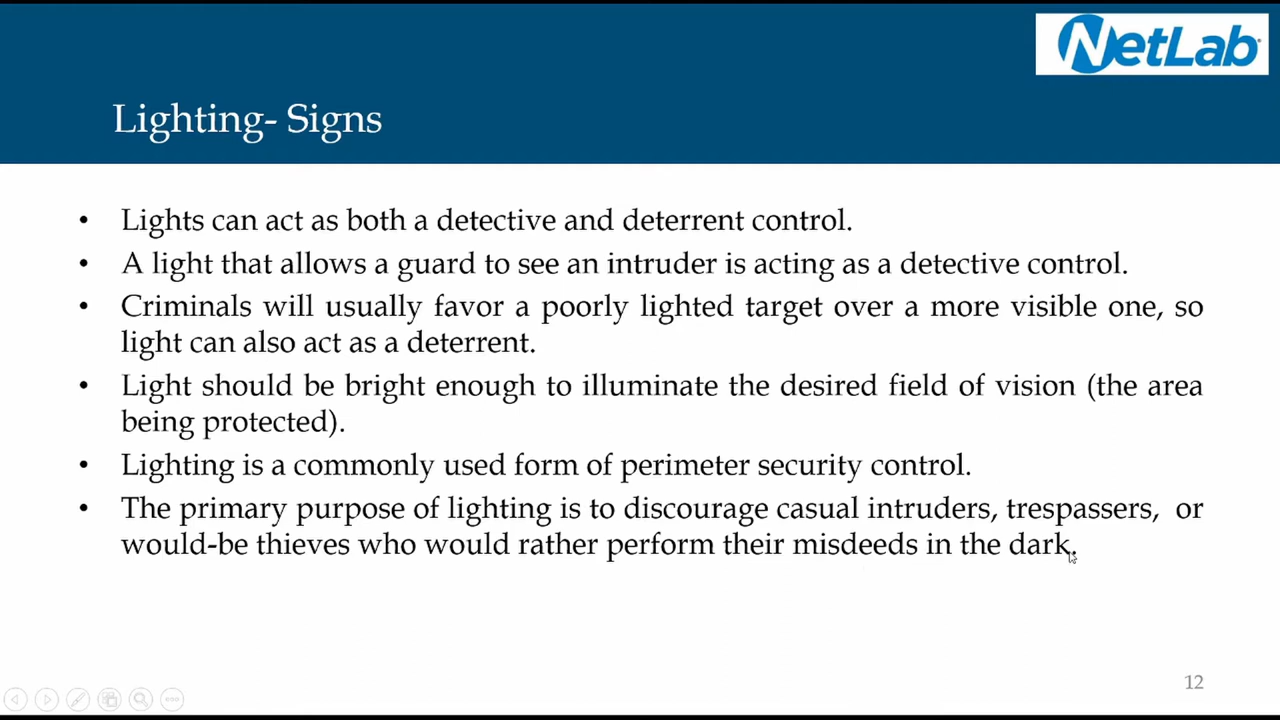 NetLab
Lighting- Signs
• Lights can act as both a detective and deterrent control.
• A light that allows a guard to see an intruder is acting as a detective control.
• Criminals will usually favor a poorly lighted target over a more visible one, so
light can also act as a deterrent.
• Light should be bright enough to illuminate the desired field of vision (the area
being protected).
• Lighting is a commonly used form of perimeter security control.
• The primary purpose of lighting is to discourage casual intruders, trespassers, or
would-be thieves who would rather perform their misdeeds in the dark.
12